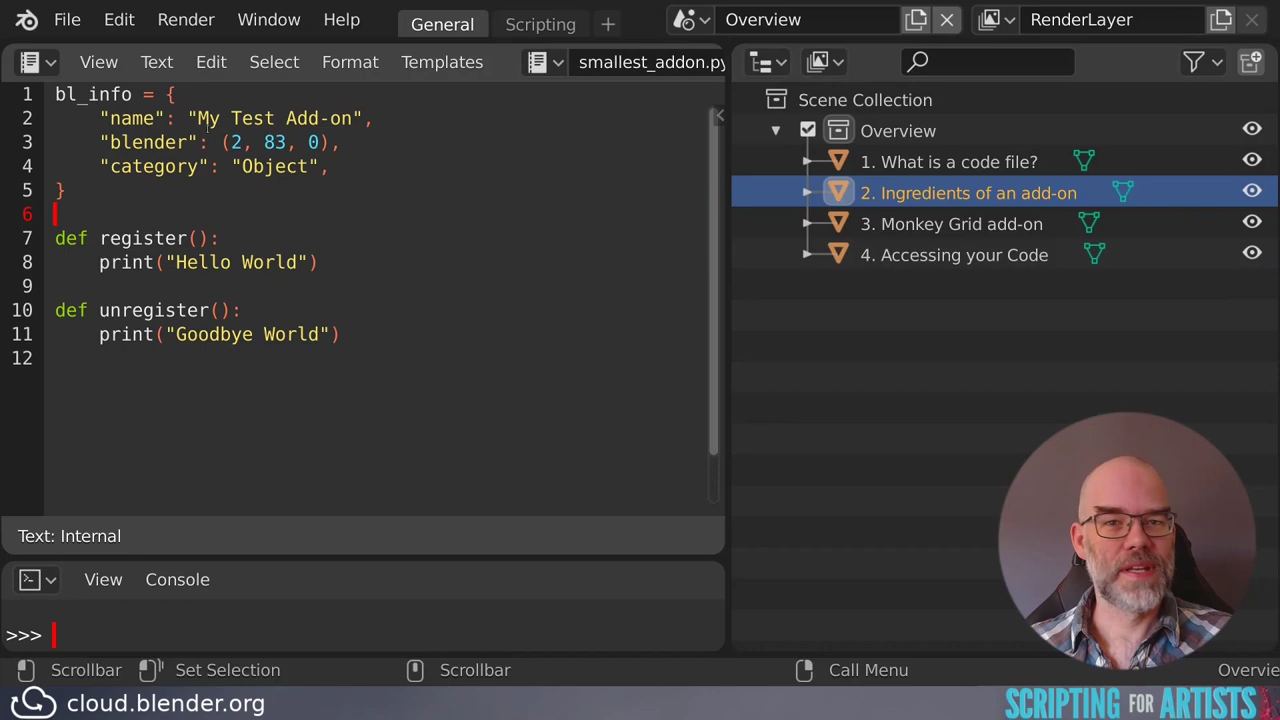 File Edit Render Window Help General Scripting + Overview RenderLayer
View Text Edit Select Format Templates smallest_addon.py
1 bl_info = {
2 "name": "My Test Add-on",
3 "blender": (2, 83, 0),
4 "category": "Object",
5 }
6
7 def register():
8 print("Hello World")
9
10 def unregister():
11 print("Goodbye World")
12
Text: Internal
View Console
>>>
Scene Collection
Overview
1. What is a code file?
2. Ingredients of an add-on
3. Monkey Grid add-on
4. Accessing your Code
Scrollbar Set Selection Scrollbar Call Menu Overvie
cloud.blender.org
SCRIPTING FOR ARTISTS